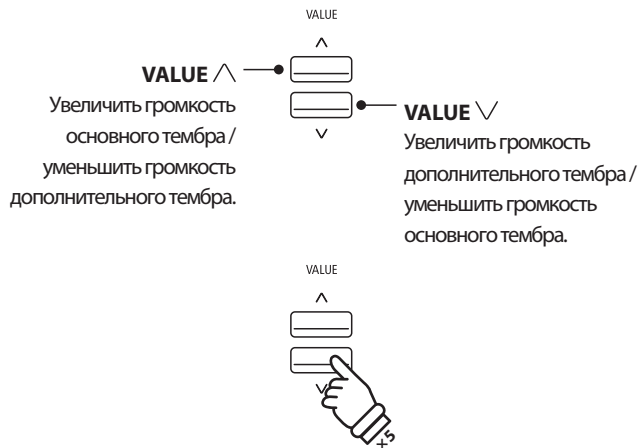 VALUE
VALUE ∧
Увеличить громкость
основного тембра /
уменьшить громкость
дополнительного тембра.
VALUE ∨
Увеличить громкость
дополнительного тембра /
уменьшить громкость
основного тембра.
VALUE
×5